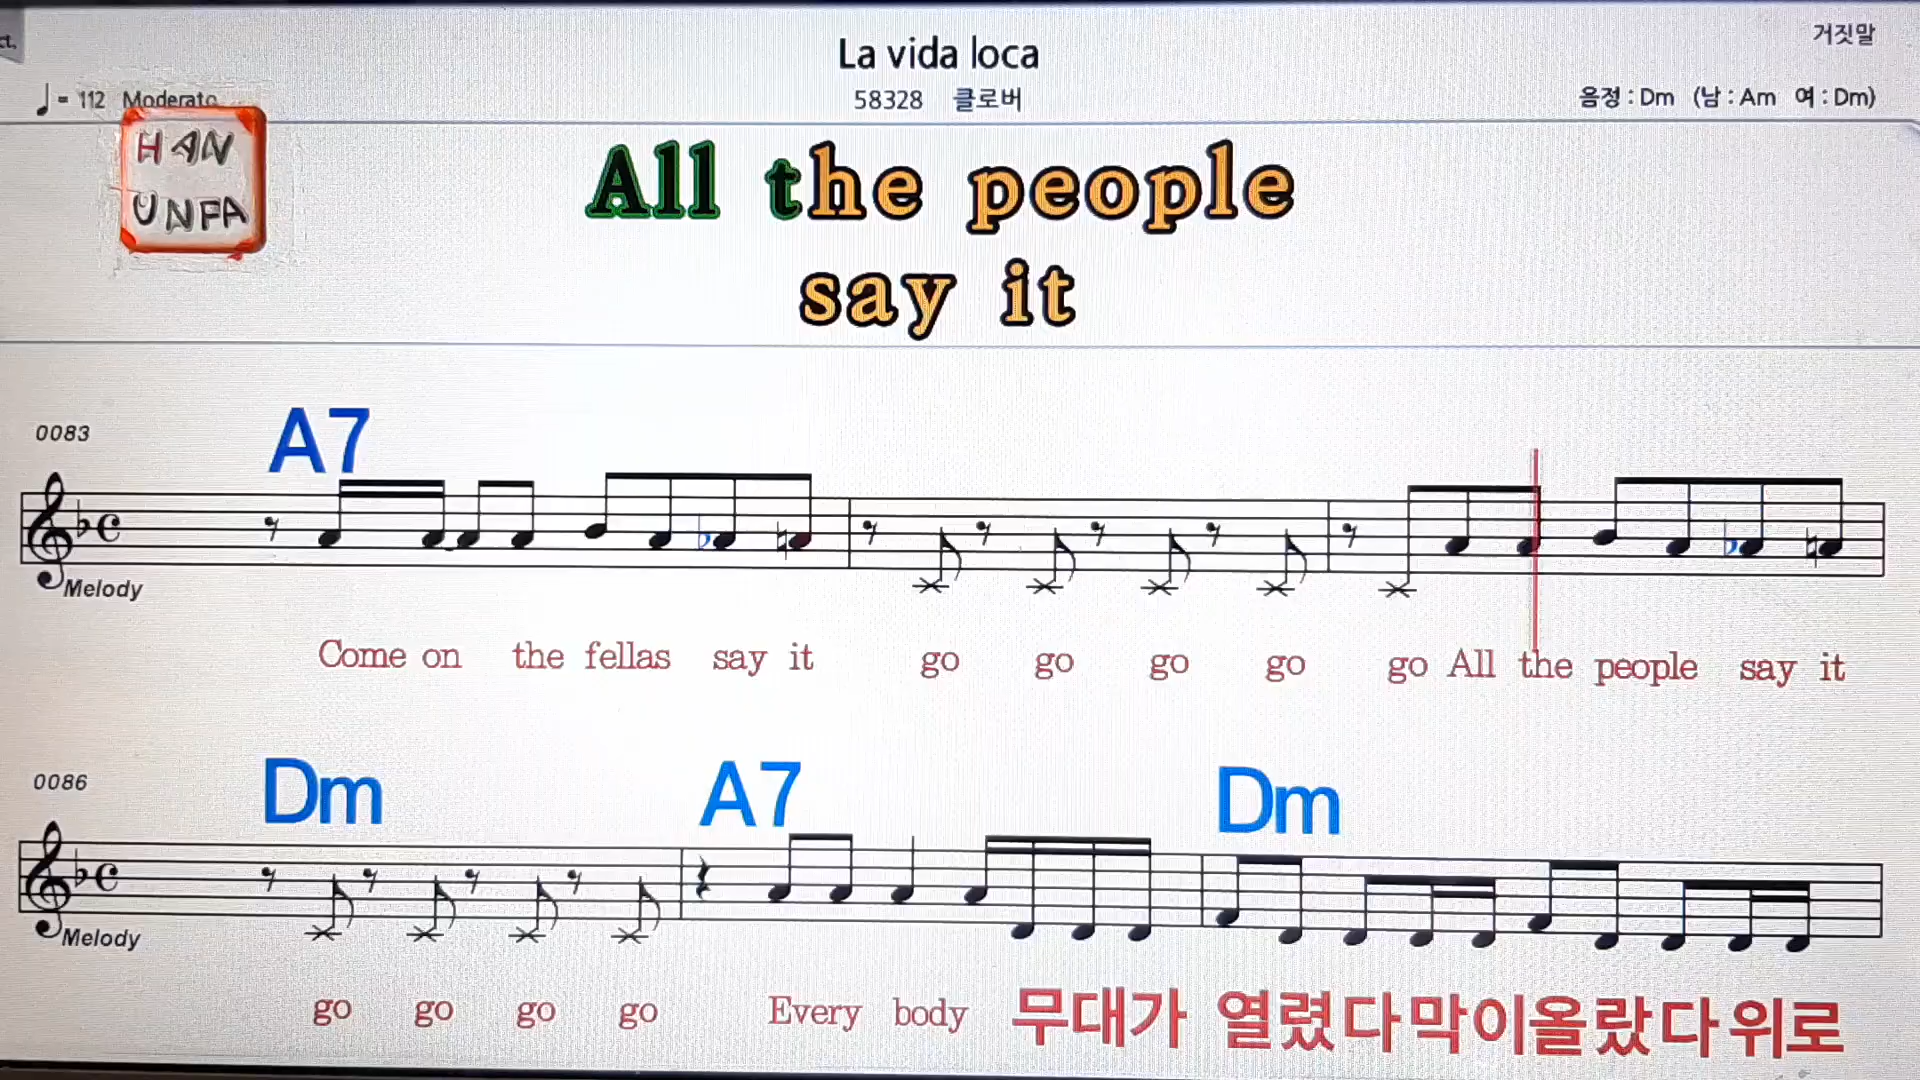 ct,
La vida loca
거짓말
♩= 112 Moderato
58328 클로버
음정 : Dm (남 : Am 여 : Dm)
HAN
UNFA
All the people
say it
0083
A7
Melody
Come on the fellas say it go go go go go All the people say it
0086
Dm A7 Dm
Melody
go go go go Every body 무대가 열렸다막이올랐다위로